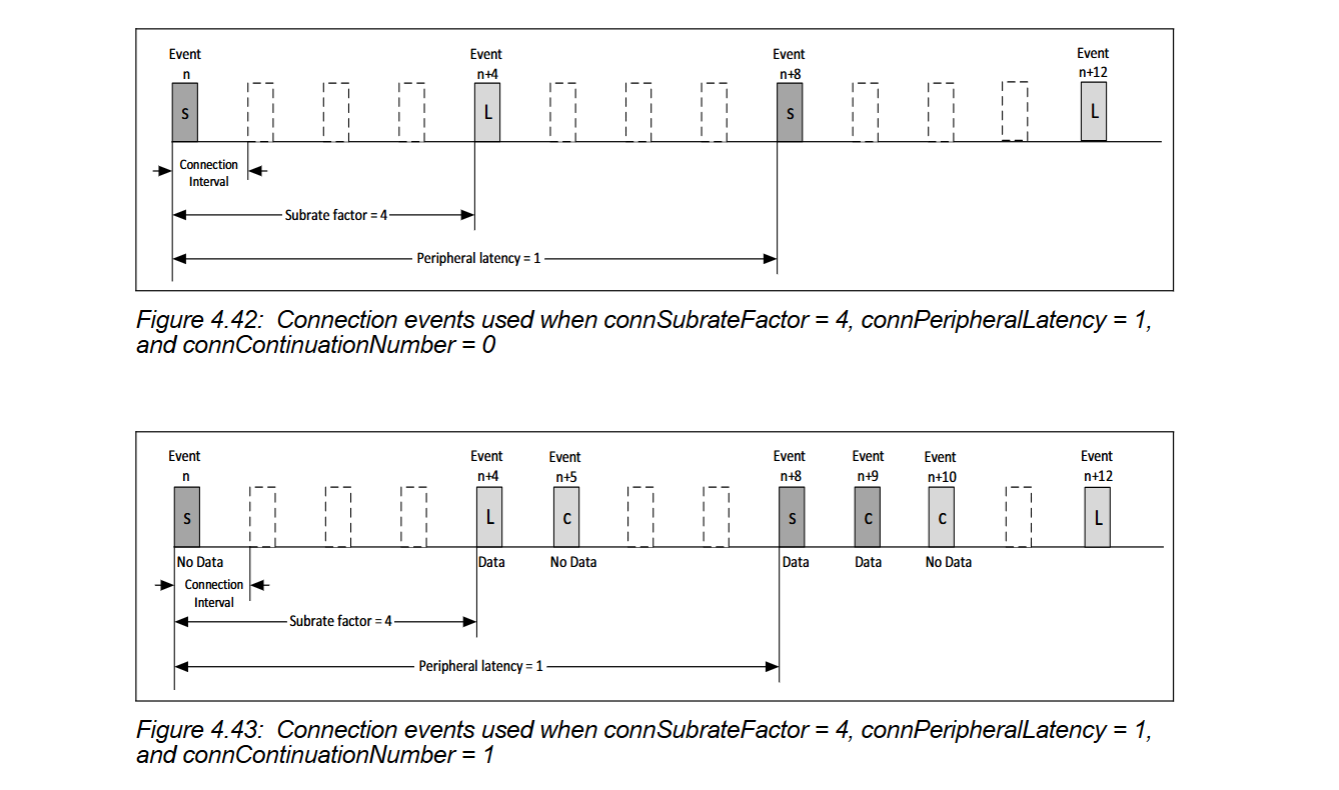 Event Event Event Event
n n+4 n+8 n+12
s L s L
Connection
Interval
Subrate factor = 4
Peripheral latency = 1
Figure 4.42: Connection events used when connSubrateFactor = 4, connPeripheralLatency = 1,
and connContinuationNumber = 0
Event Event Event Event Event Event Event
n n+4 n+5 n+8 n+9 n+10 n+12
s L c s c c L
No Data Data No Data Data Data No Data
Connection
Interval
Subrate factor = 4
Peripheral latency = 1
Figure 4.43: Connection events used when connSubrateFactor = 4, connPeripheralLatency = 1,
and connContinuationNumber = 1